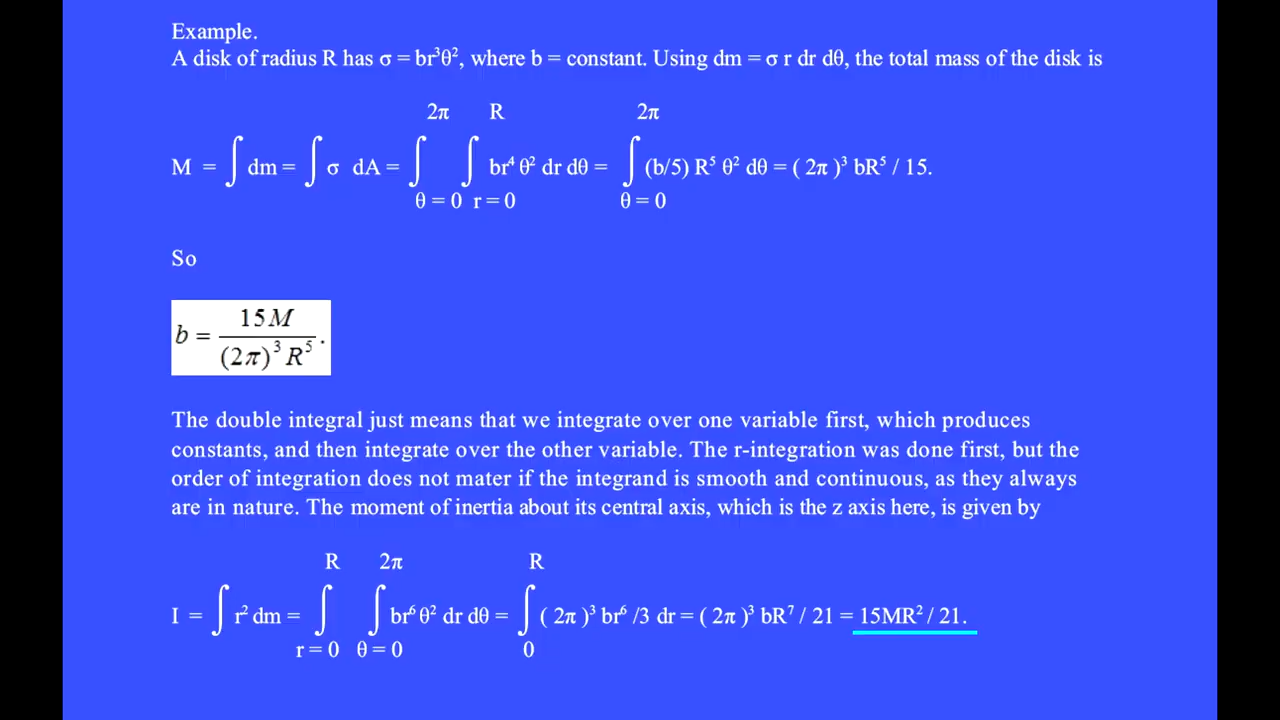 Example.
A disk of radius R has σ = br³θ², where b = constant. Using dm = σ r dr dθ, the total mass of the disk is
2π R 2π
M = ∫ dm = ∫ σ dA = ∫ ∫ br⁴ θ² dr dθ = ∫ (b/5) R⁵ θ² dθ = ( 2π )³ bR⁵ / 15.
θ = 0 r = 0 θ = 0
So
b = 15M / (2π)³ R⁵ .
The double integral just means that we integrate over one variable first, which produces
constants, and then integrate over the other variable. The r-integration was done first, but the
order of integration does not mater if the integrand is smooth and continuous, as they always
are in nature. The moment of inertia about its central axis, which is the z axis here, is given by
R 2π R
I = ∫ r² dm = ∫ ∫ br⁶ θ² dr dθ = ∫ ( 2π )³ br⁶ /3 dr = ( 2π )³ bR⁷ / 21 = 15MR² / 21.
r = 0 θ = 0 0